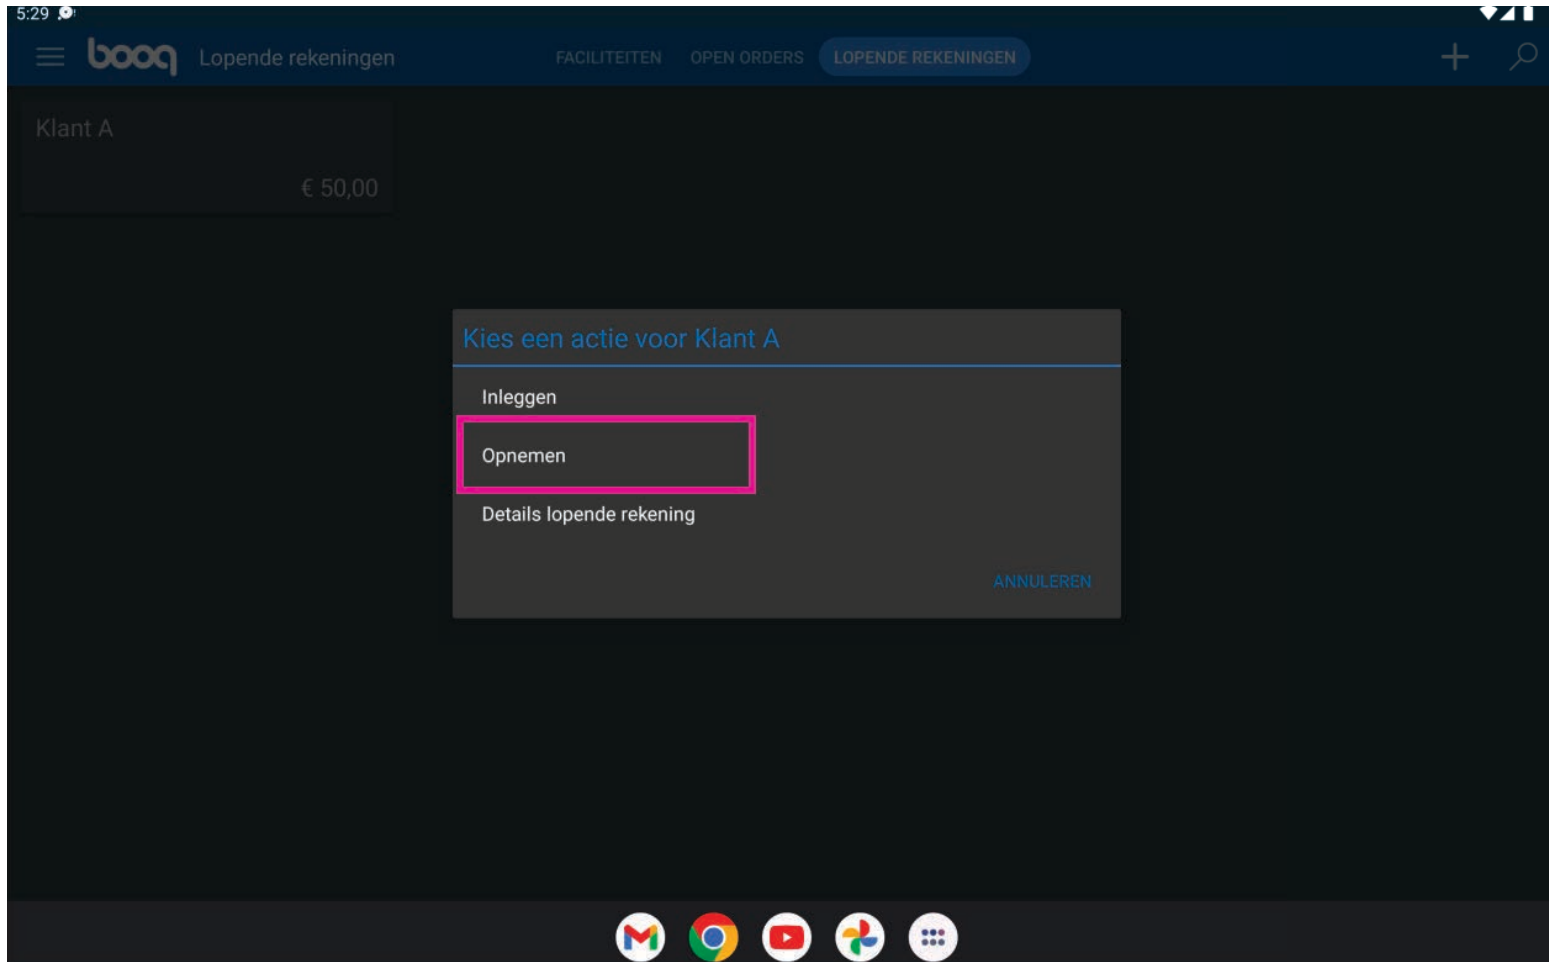 5:29
booq Lopende rekeningen FACILITEITEN OPEN ORDERS LOPENDE REKENINGEN
Klant A
€ 50,00
Kies een actie voor Klant A
Inleggen
Opnemen
Details lopende rekening
ANNULEREN